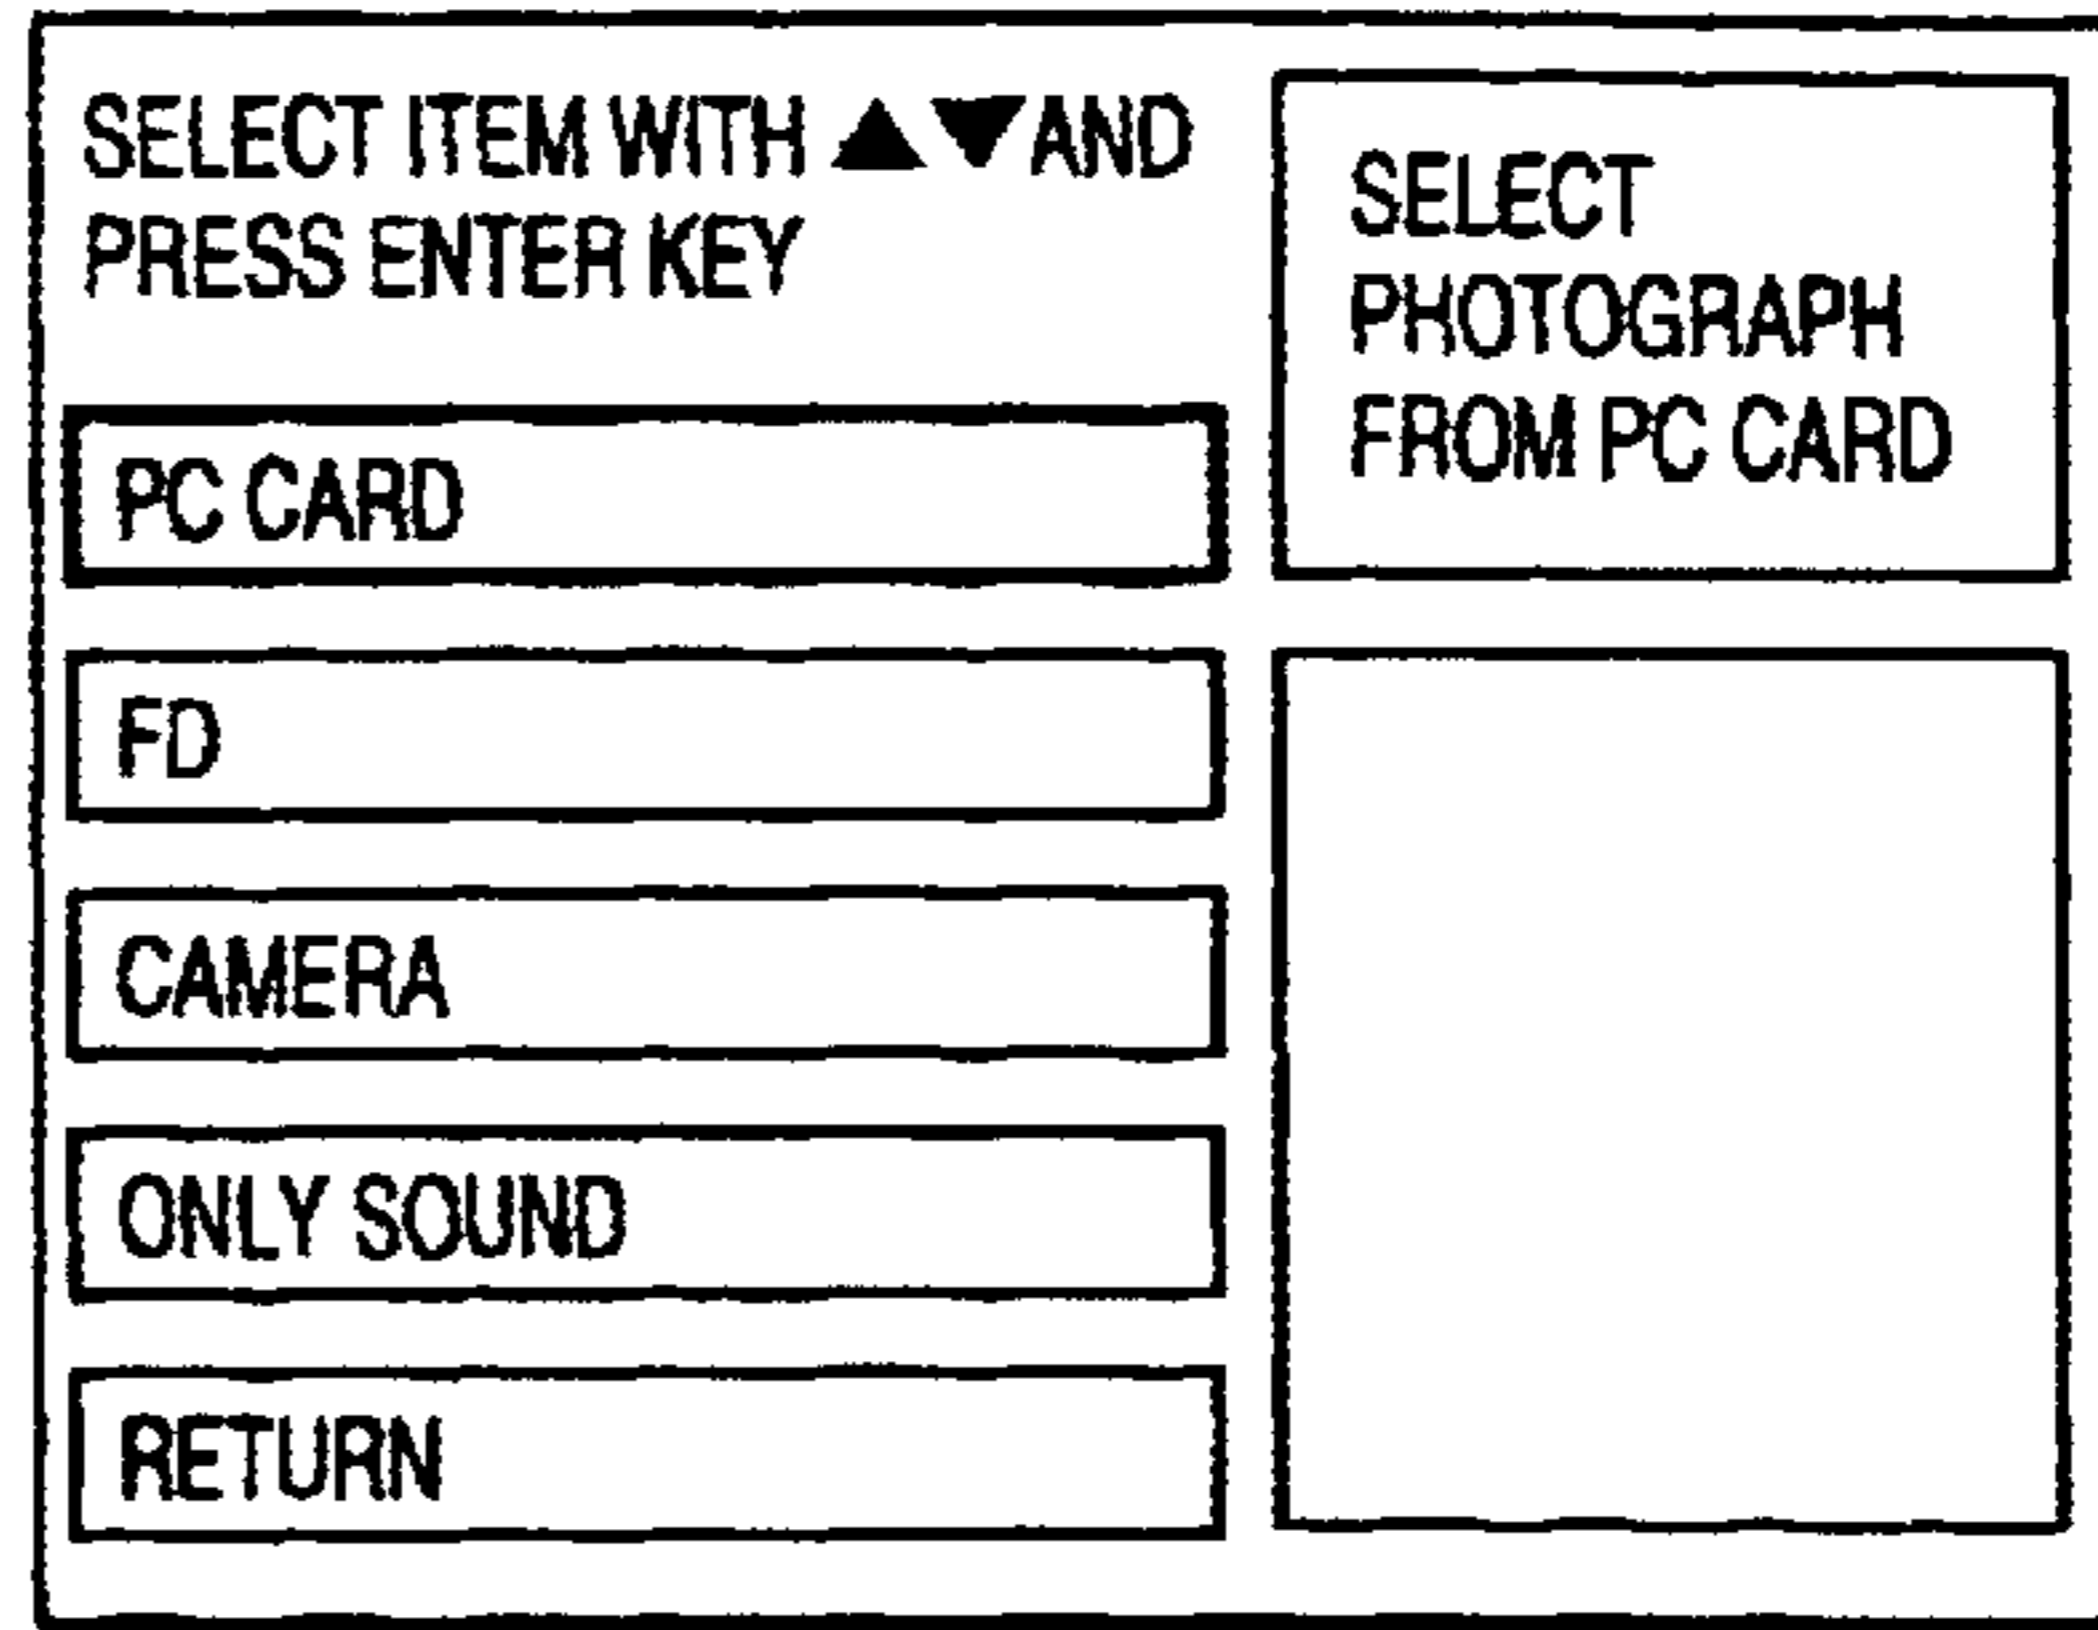 SELECT ITEM WITH ▲▼AND
PRESS ENTER KEY
PC CARD
FD
CAMERA
ONLY SOUND
RETURN
SELECT
PHOTOGRAPH
FROM PC CARD